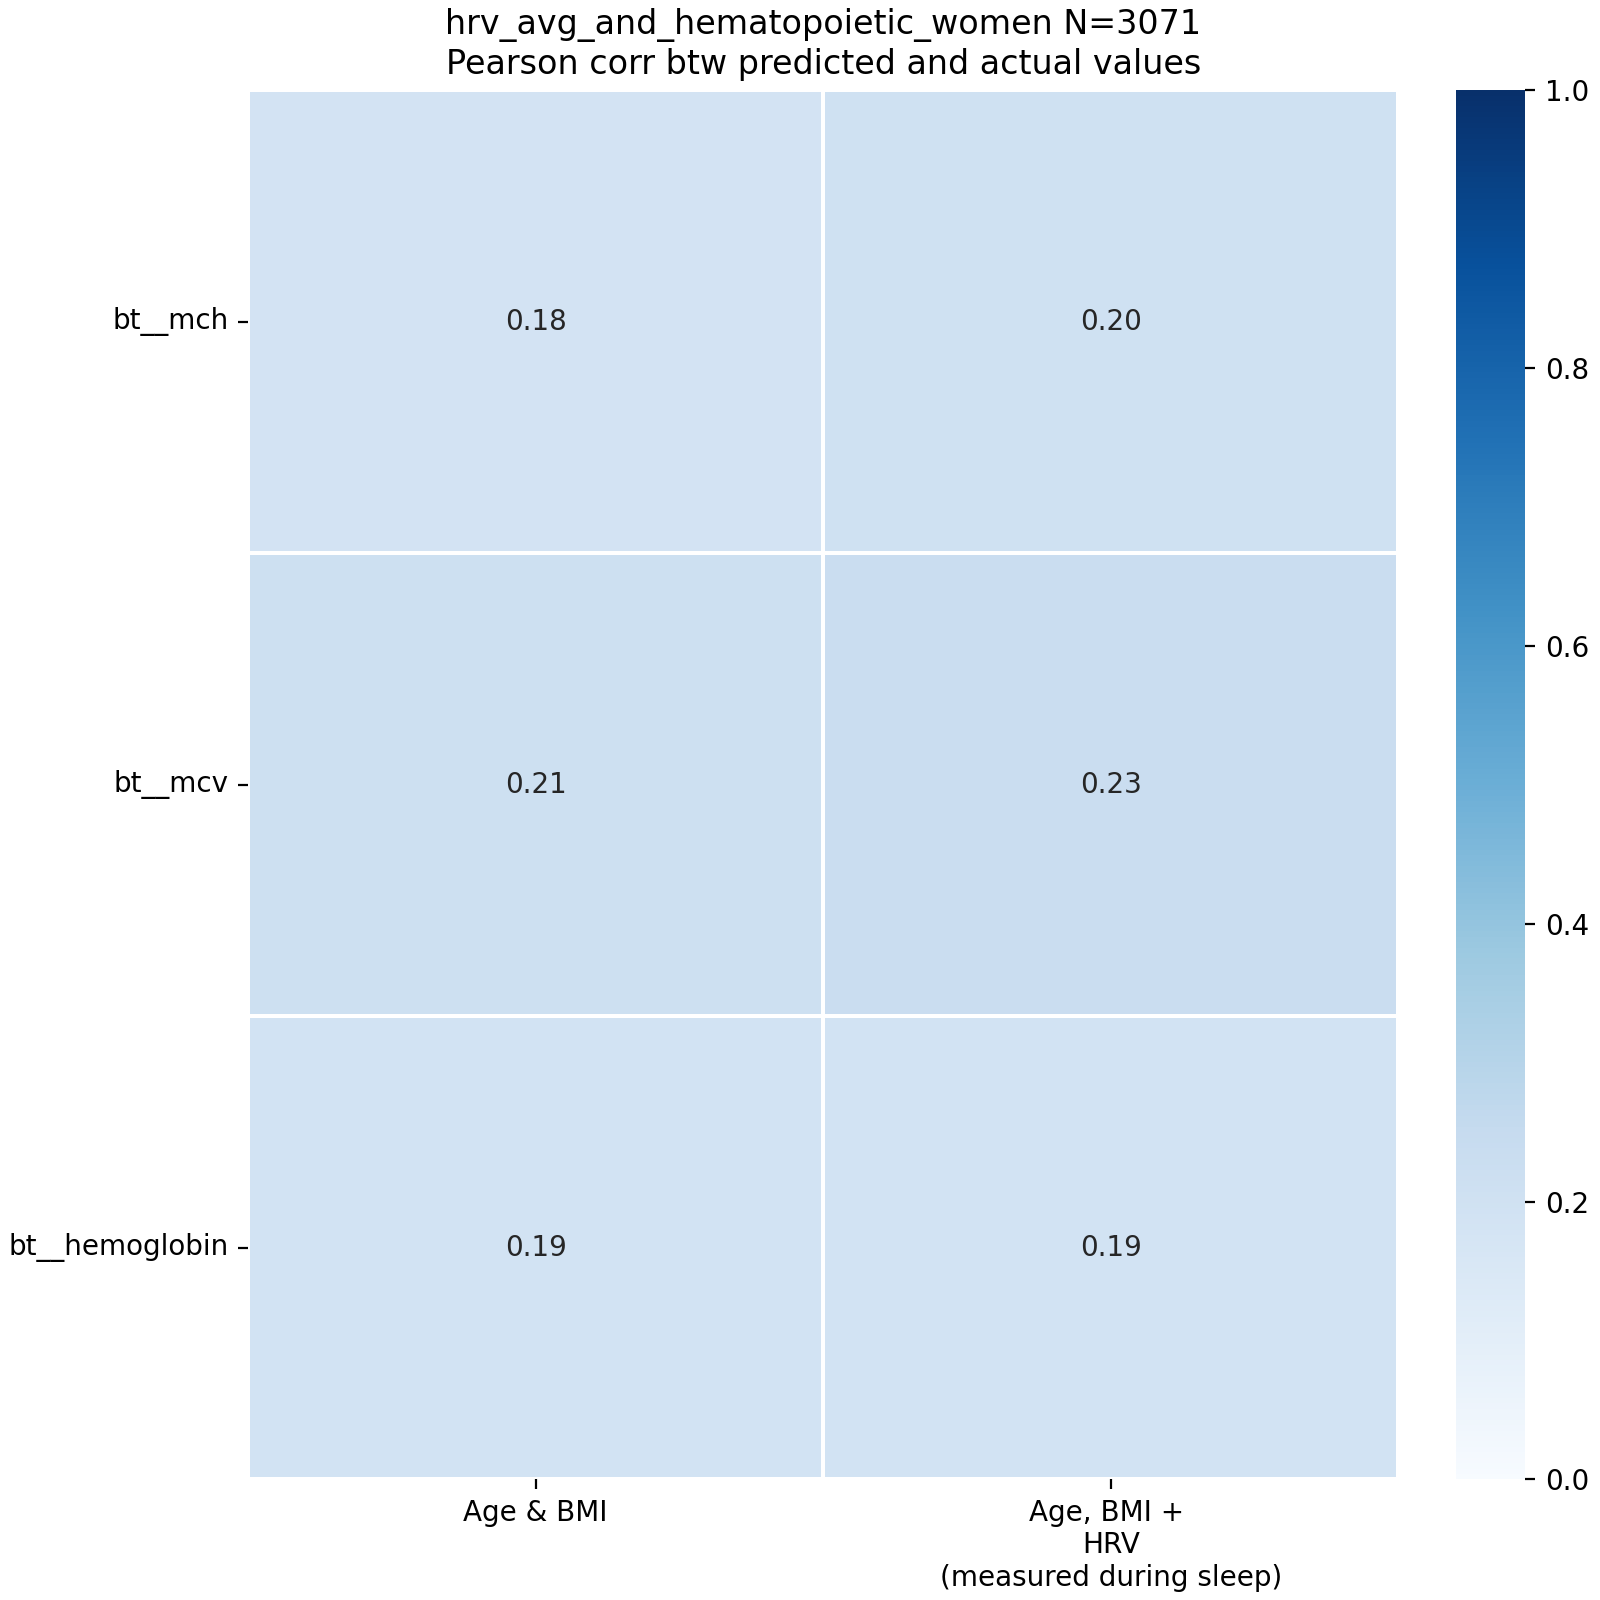 hrv_avg_and_hematopoietic_women N=3071
Pearson corr btw predicted and actual values
bt__mch
0.18
0.20
bt__mcv
0.21
0.23
bt__hemoglobin
0.19
0.19
Age & BMI
Age, BMI +
HRV
(measured during sleep)
1.0
0.8
0.6
0.4
0.2
0.0